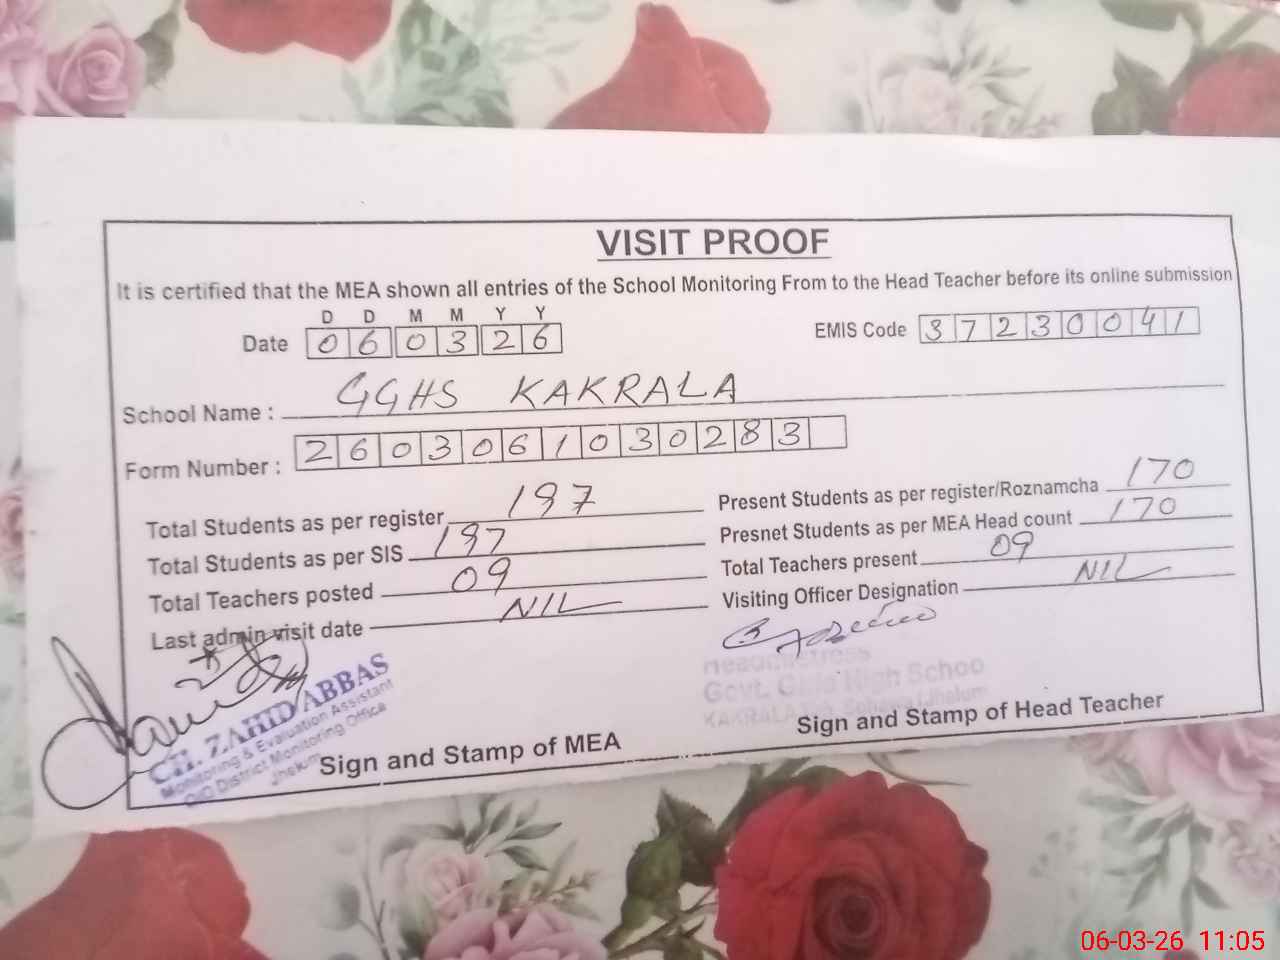 VISIT PROOF
It is certified that the MEA shown all entries of the School Monitoring From to the Head Teacher before its online submission
D D M M Y Y
Date 0 6 0 3 2 6 EMIS Code 3 7 2 3 0 0 4 1
School Name : GGHS KAKRALA
Form Number : 2 6 0 3 0 6 1 0 3 0 2 8 3
Total Students as per register 197 Present Students as per register/Roznamcha 170
Total Students as per SIS 197 Presnet Students as per MEA Head count 170
Total Teachers posted 09 Total Teachers present 09
Last admin visit date NIL Visiting Officer Designation NIL
CH. ZAHID ABBAS
Monitoring & Evaluation Assistant
O/O District Monitoring Office
Jhelum
Headmistress
Govt. Girls High School
KAKRALA Jhelum
Sign and Stamp of MEA Sign and Stamp of Head Teacher
06-03-26 11:05